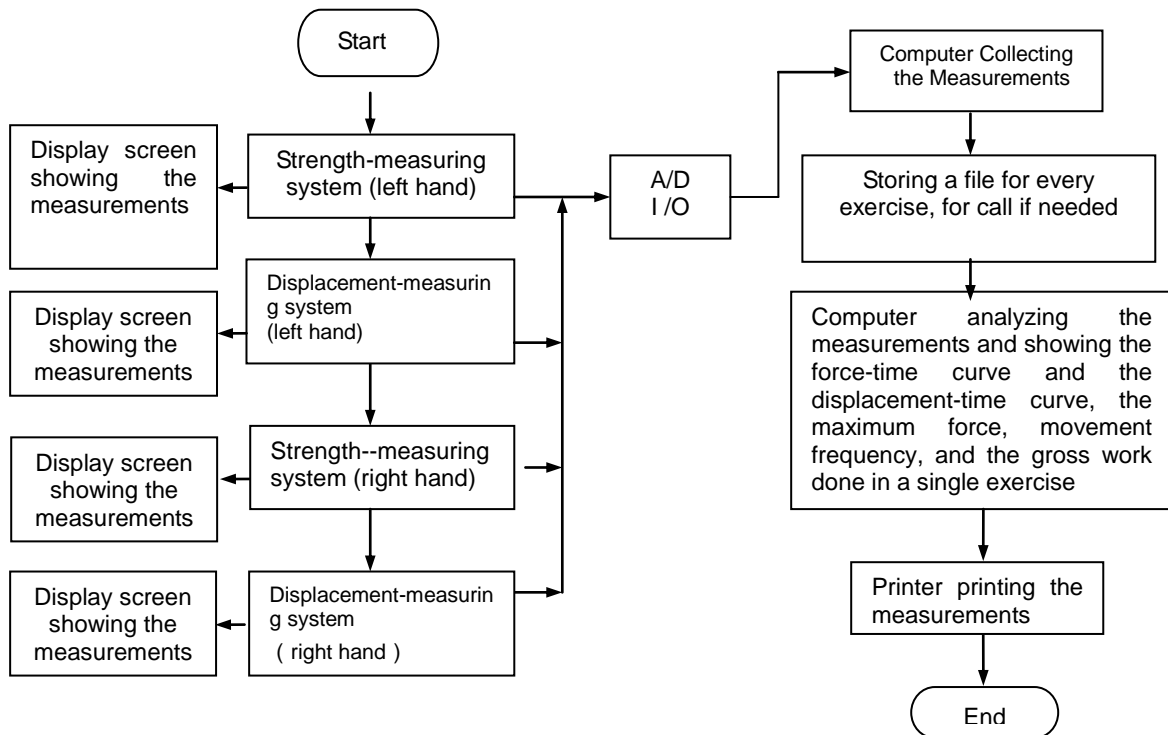 Start
Display screen
showing the
measurements
Strength-measuring
system (left hand)
Displacement-measurin
g system
(left hand)
Display screen
showing the
measurements
Strength--measuring
system (right hand)
Display screen
showing the
measurements
Displacement-measurin
g system
( right hand )
Display screen
showing the
measurements
A/D
I /O
Computer Collecting
the Measurements
Storing a file for every
exercise, for call if needed
Computer analyzing the
measurements and showing the
force-time curve and the
displacement-time curve, the
maximum force, movement
frequency, and the gross work
done in a single exercise
Printer printing the
measurements
End